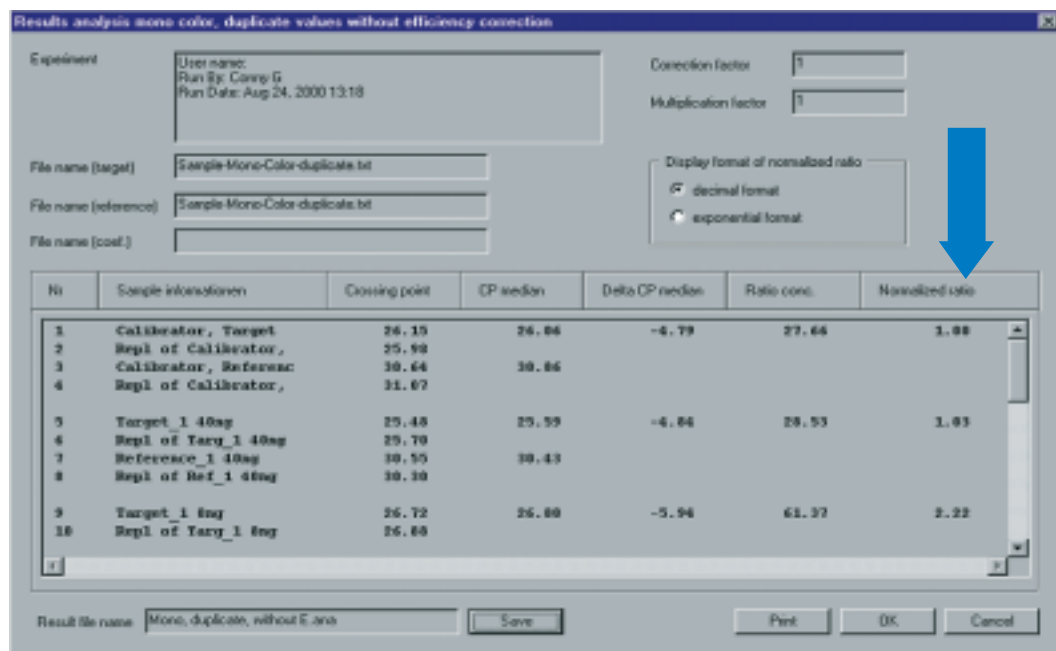 Results analysis mono color, duplicate values without efficiency correction
Experiment
User name:
Run By: Conny G
Run Date: Aug 24, 2000 13:18
Correction factor 1
Multiplication factor 1
File name (target) Sample-Mono-Color-duplicate.txt
File name (reference) Sample-Mono-Color-duplicate.txt
File name (coef.)
Display format of normalized ratio
decimal format
exponential format
Nr Sample informationen Crossing point CP median Delta CP median Ratio conc. Normalized ratio
1 Calibrator, Target 26.15 26.06 -4.79 27.66 1.00
2 Repl of Calibrator, 25.98
3 Calibrator, Referenc 30.64 30.86
4 Repl of Calibrator, 31.07
5 Target_1 40ng 25.48 25.59 -4.84 28.53 1.03
6 Repl of Targ_1 40ng 25.70
7 Reference_1 40ng 30.55 30.43
8 Repl of Ref_1 40ng 30.30
9 Target_1 8ng 26.72 26.80 -5.94 61.37 2.22
10 Repl of Targ_1 8ng 26.88
Result file name Mono, duplicate, without E.ana Save Print OK Cancel